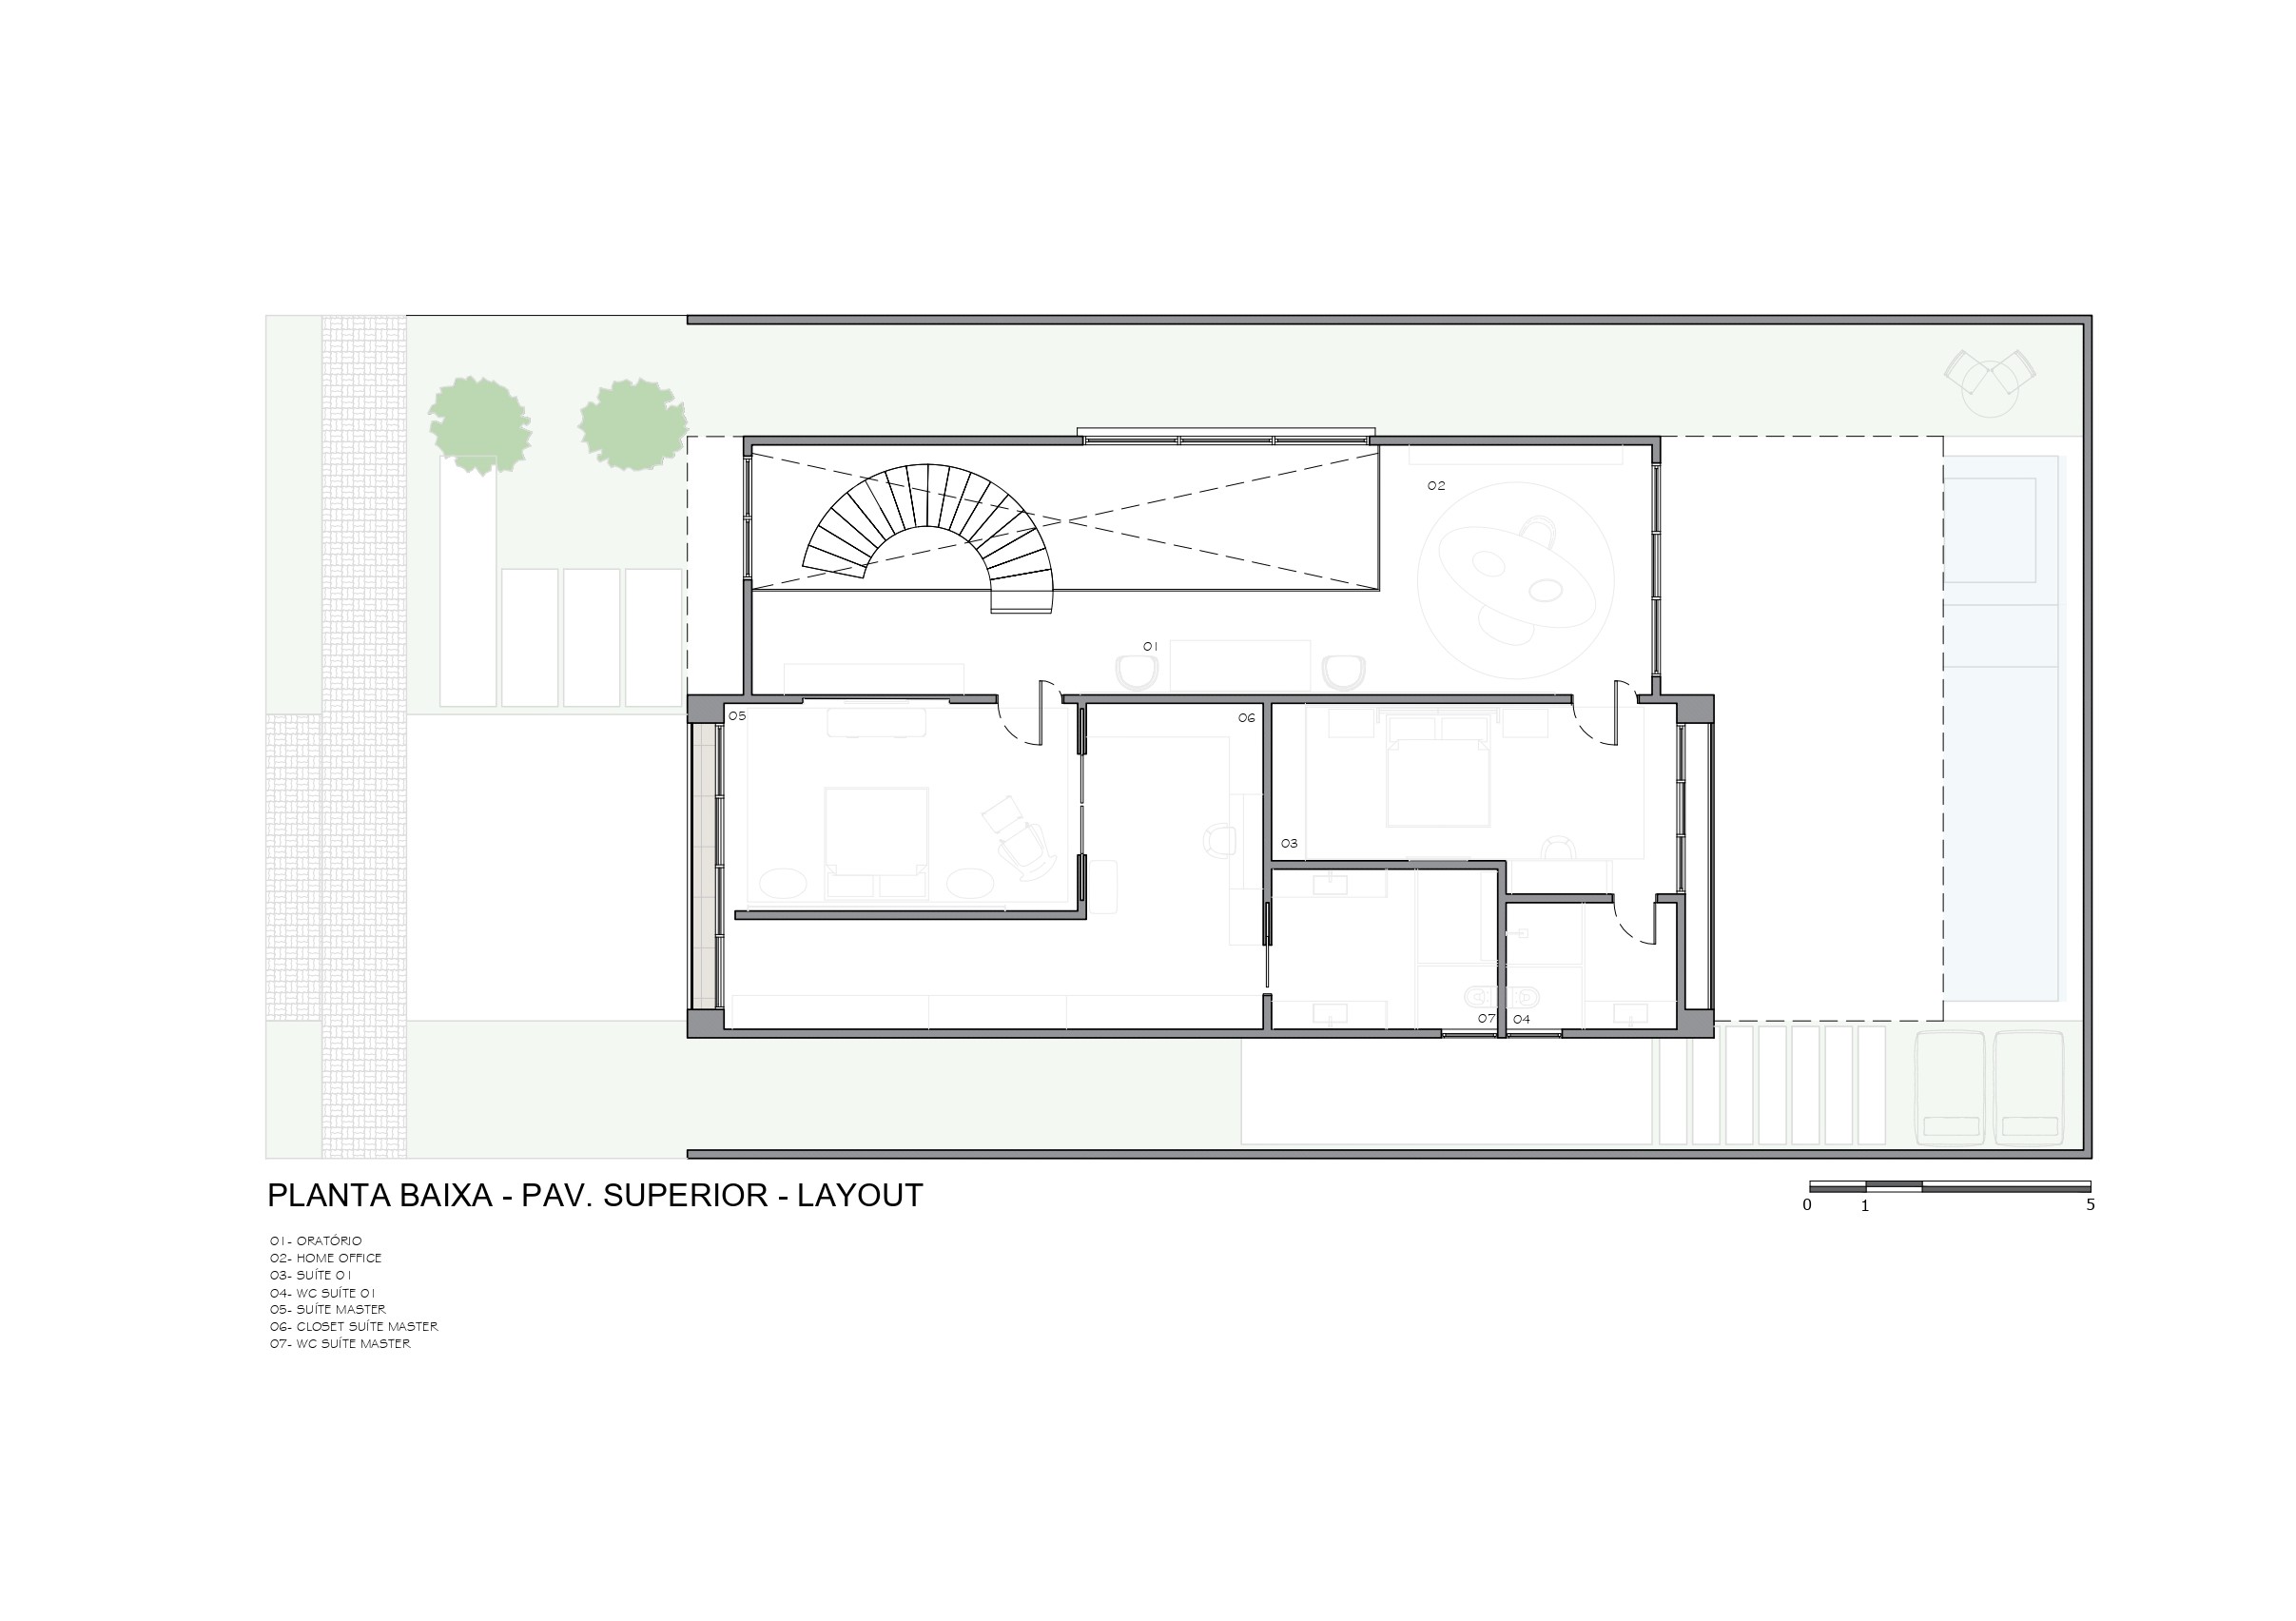 02
01
05
06
03
07
04
PLANTA BAIXA - PAV. SUPERIOR - LAYOUT
0 1 5
01- ORATÓRIO
02- HOME OFFICE
03- SUÍTE 01
04- WC SUÍTE 01
05- SUÍTE MASTER
06- CLOSET SUÍTE MASTER
07- WC SUÍTE MASTER